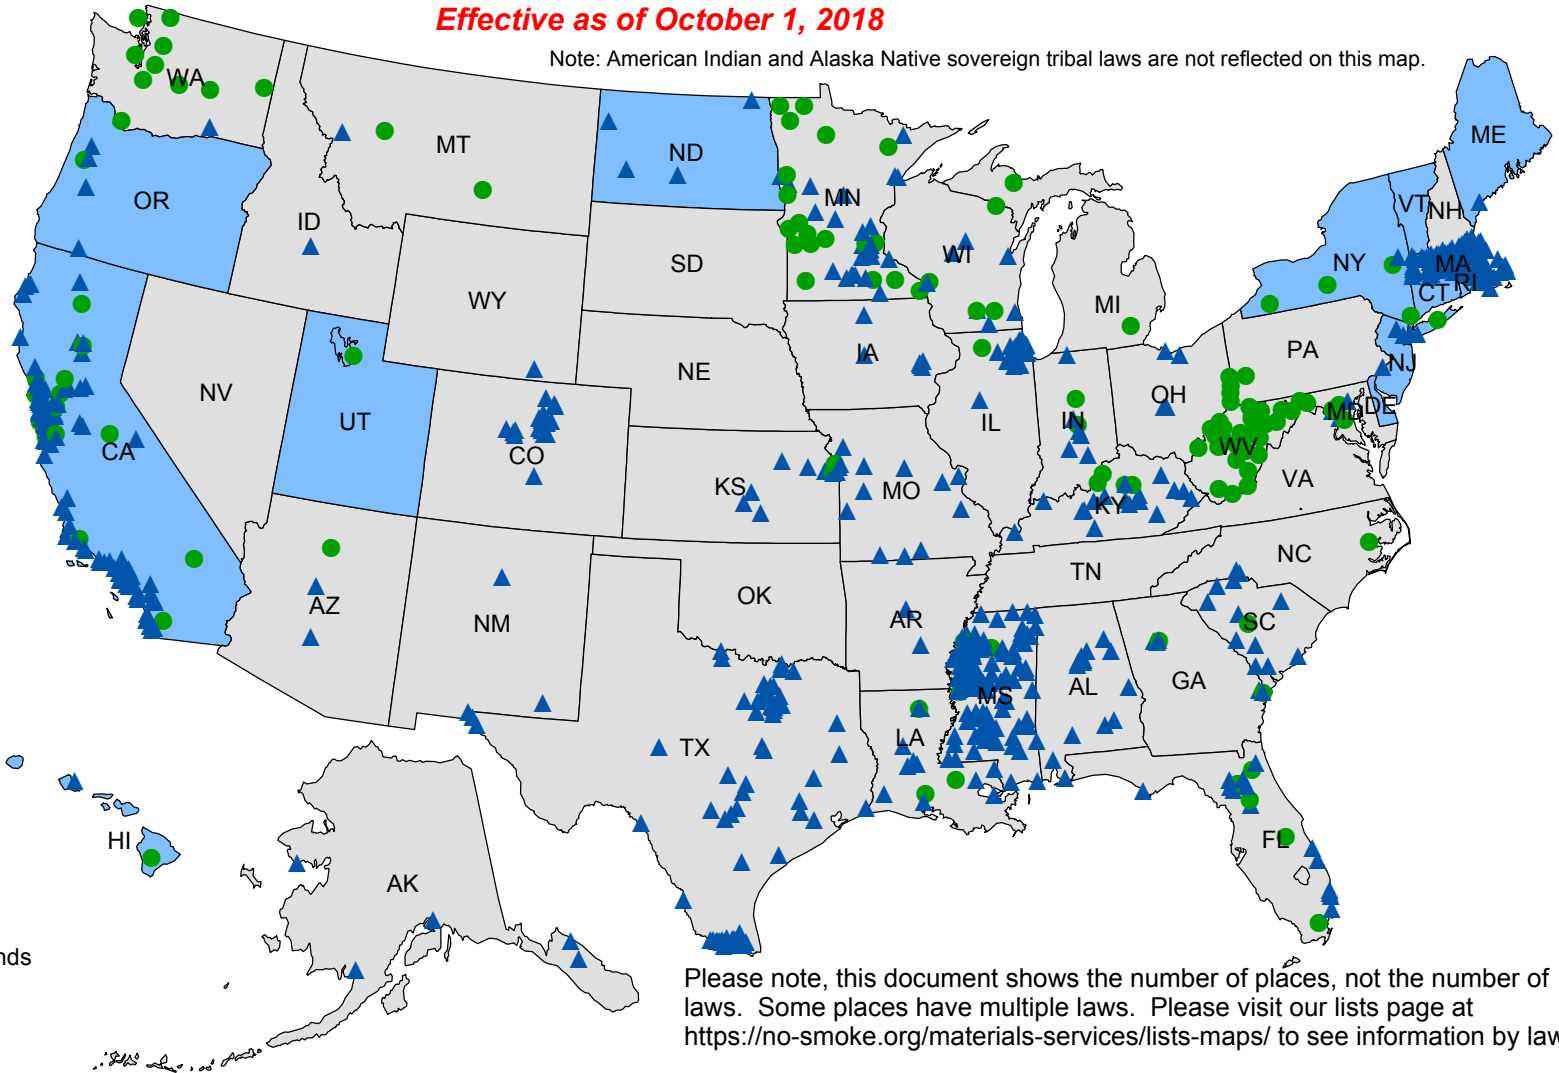 Effective as of October 1, 2018
Note: American Indian and Alaska Native sovereign tribal laws are not reflected on this map.
WA
MT
ND
MN
ME
OR
ID
SD
WI
VT
NH
NY
MA
CT
RI
WY
MI
IA
NE
PA
NJ
NV
UT
CO
IL
IN
OH
MD
DE
CA
KS
MO
WV
KY
VA
AZ
NM
OK
AR
TN
NC
SC
TX
LA
MS
AL
GA
HI
AK
FL
nds
Please note, this document shows the number of places, not the number of
laws. Some places have multiple laws. Please visit our lists page at
https://no-smoke.org/materials-services/lists-maps/ to see information by law